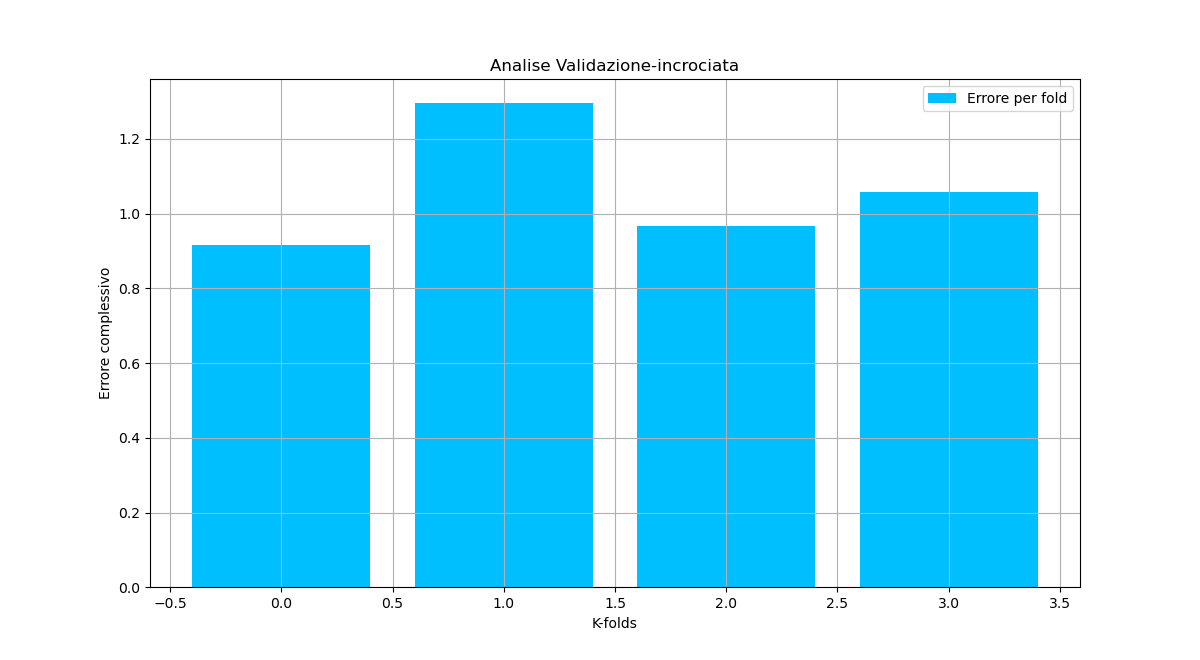 Analise Validazione-incrociata
Errore per fold
Errore complessivo
1.2
1.0
0.8
0.6
0.4
0.2
0.0
−0.5 0.0 0.5 1.0 1.5 2.0 2.5 3.0 3.5
K-folds